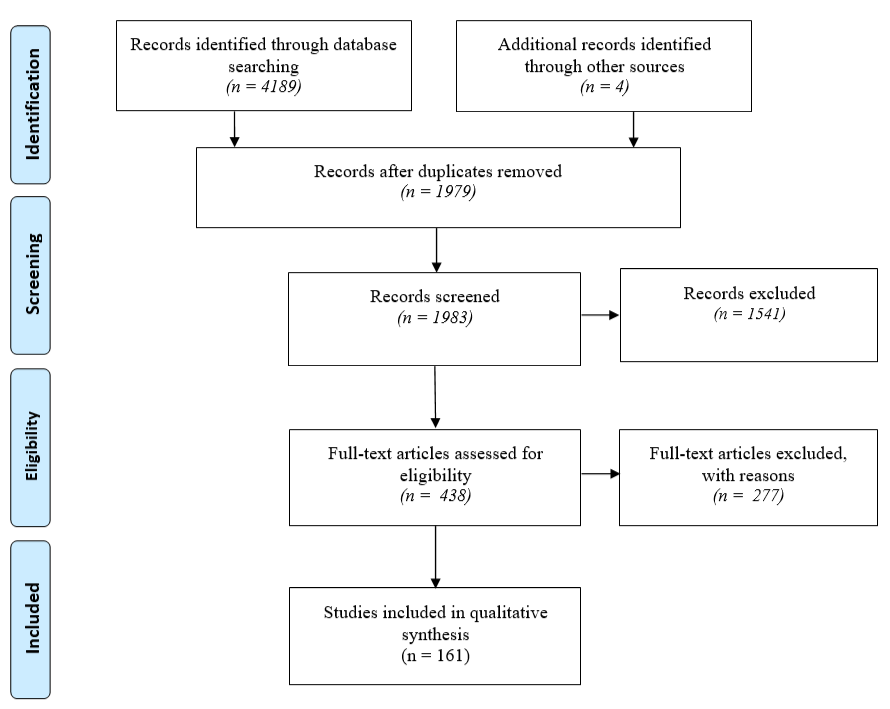 Identification
Records identified through database
searching
(n = 4189)
Additional records identified
through other sources
(n = 4)
Records after duplicates removed
(n = 1979)
Screening
Records screened
(n = 1983)
Records excluded
(n = 1541)
Eligibility
Full-text articles assessed for
eligibility
(n = 438)
Full-text articles excluded,
with reasons
(n = 277)
Included
Studies included in qualitative
synthesis
(n = 161)